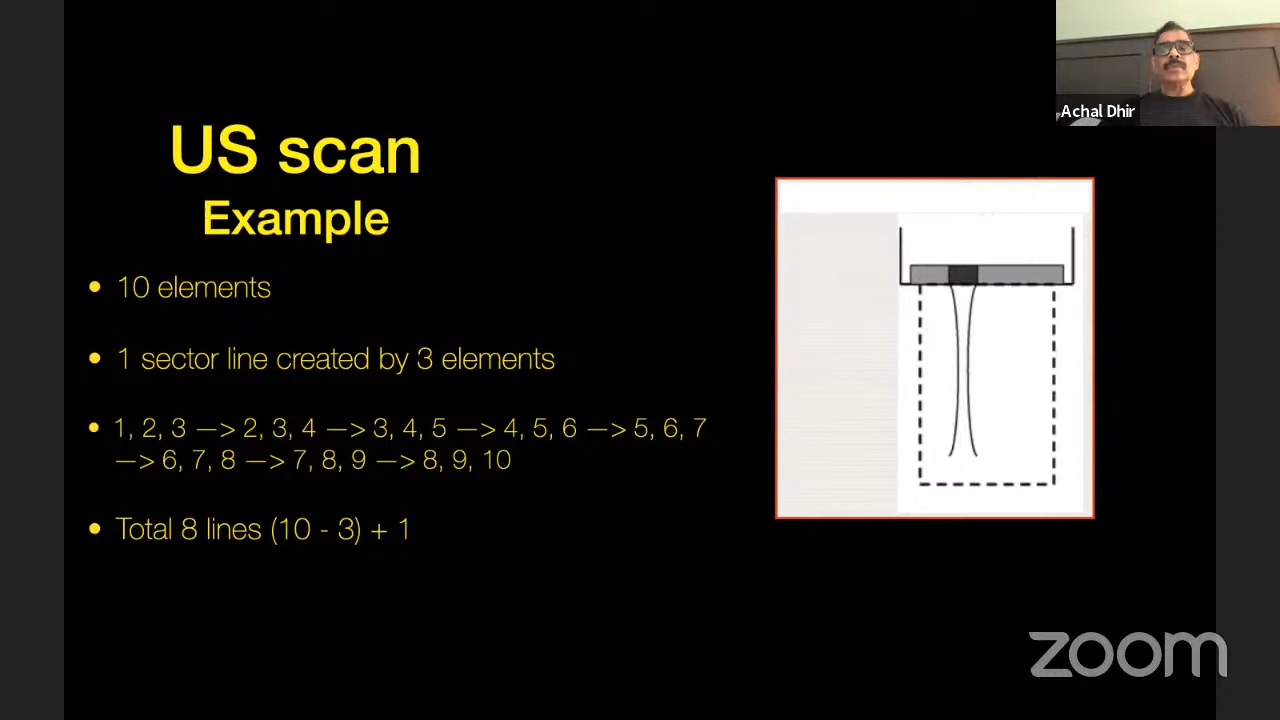 Achal Dhir
US scan
Example
• 10 elements
• 1 sector line created by 3 elements
• 1, 2, 3 —> 2, 3, 4 —> 3, 4, 5 —> 4, 5, 6 —> 5, 6, 7
—> 6, 7, 8 —> 7, 8, 9 —> 8, 9, 10
• Total 8 lines (10 - 3) + 1
zoom